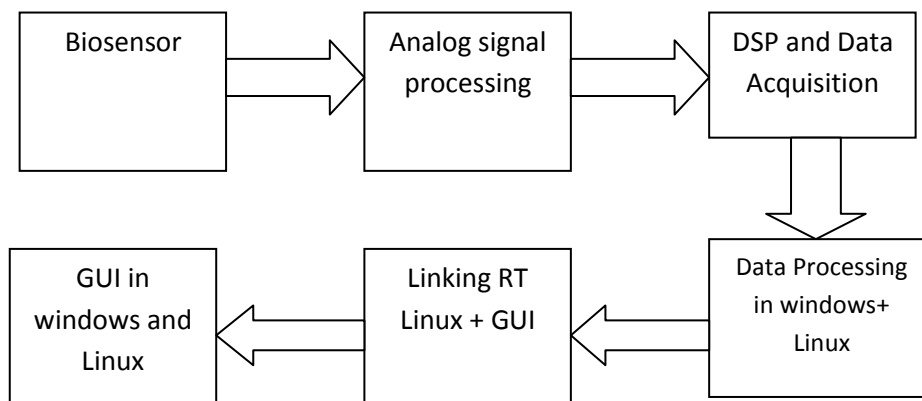 Biosensor
Analog signal
processing
DSP and Data
Acquisition
Data Processing
in windows+
Linux
Linking RT
Linux + GUI
GUI in
windows and
Linux